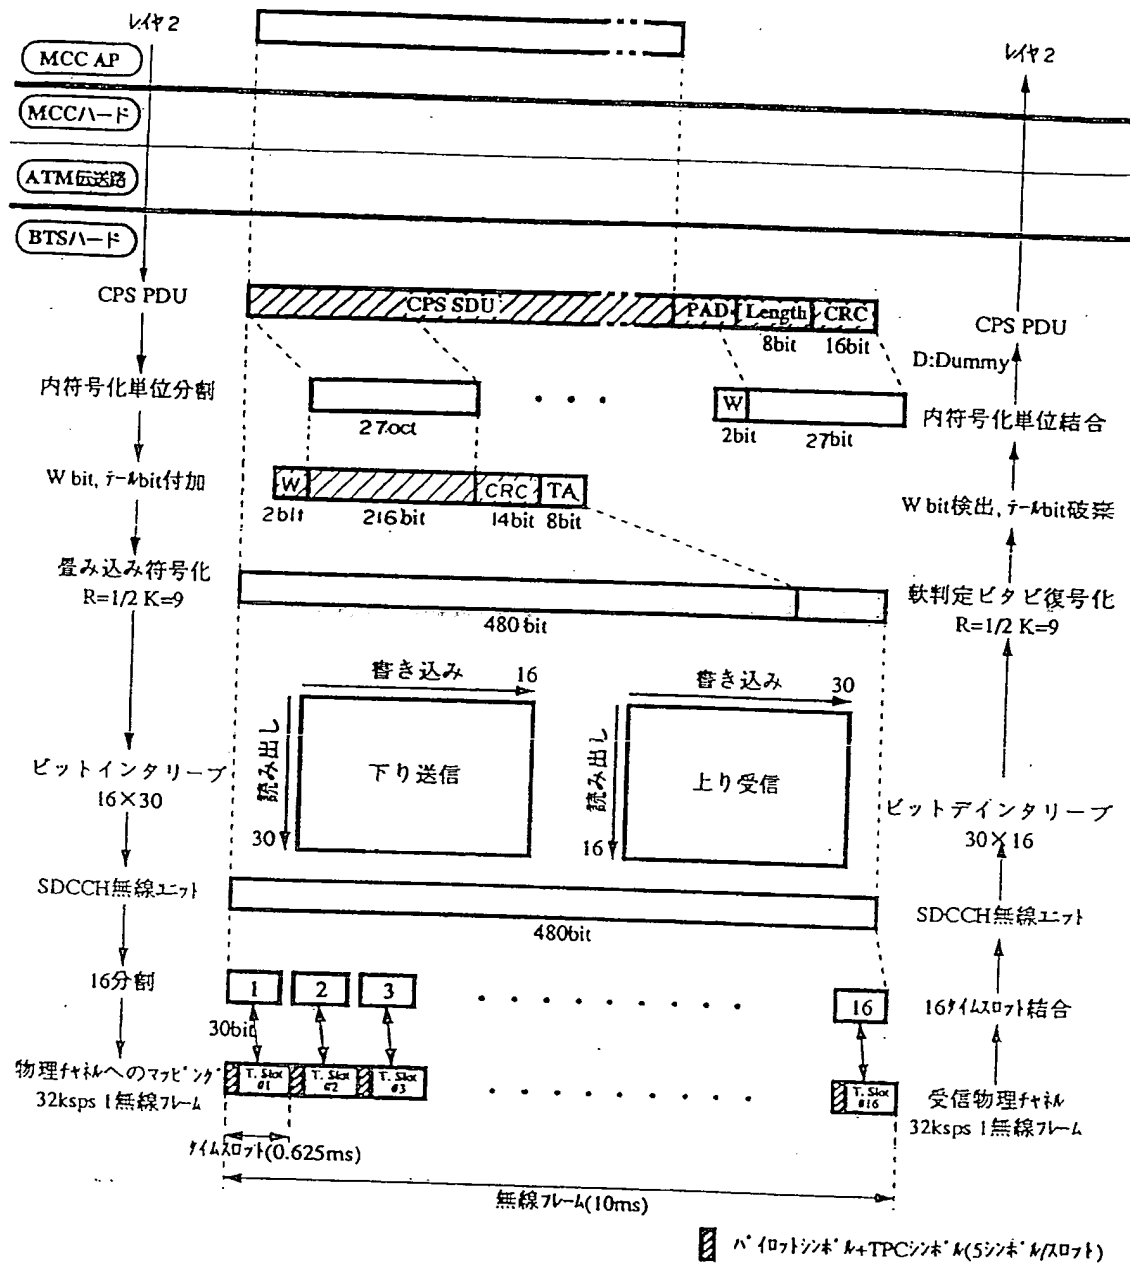 ﾚｲﾔ2
ﾚｲﾔ2
MCC AP
MCCハード
ATM伝送路
BTSハード
CPS PDU
CPS SDU
PAD
Length
CRC
8bit
16bit
CPS PDU
D:Dummy
内符号化単位分割
27oct
・・・
W
2bit
27bit
内符号化単位結合
W bit, ﾃｰﾙbit付加
W
CRC
TA
2bit
216bit
14bit
8bit
W bit検出, ﾃｰﾙbit破棄
畳み込み符号化
R=1/2 K=9
480 bit
軟判定ビタビ復号化
R=1/2 K=9
書き込み
16
書き込み
30
読み出し
下り送信
30
読み出し
上り受信
16
ビットインタリーブ
16×30
ビットデインタリーブ
30×16
SDCCH無線ﾕﾆｯﾄ
480bit
SDCCH無線ﾕﾆｯﾄ
16分割
1
2
3
16
16ﾀｲﾑｽﾛｯﾄ結合
30bit
物理ﾁｬﾈﾙへのﾏｯﾋﾟﾝｸﾞ
32ksps 1無線フレーム
T. Slot
#1
T. Slot
#2
T. Slot
#3
T. Slot
#16
受信物理ﾁｬﾈﾙ
32ksps 1無線フレーム
ﾀｲﾑｽﾛｯﾄ(0.625ms)
無線ﾌﾚｰﾑ(10ms)
ﾊﾟｲﾛｯﾄｼﾝﾎﾞﾙ+TPCｼﾝﾎﾞﾙ(5ｼﾝﾎﾞﾙ/ｽﾛｯﾄ)